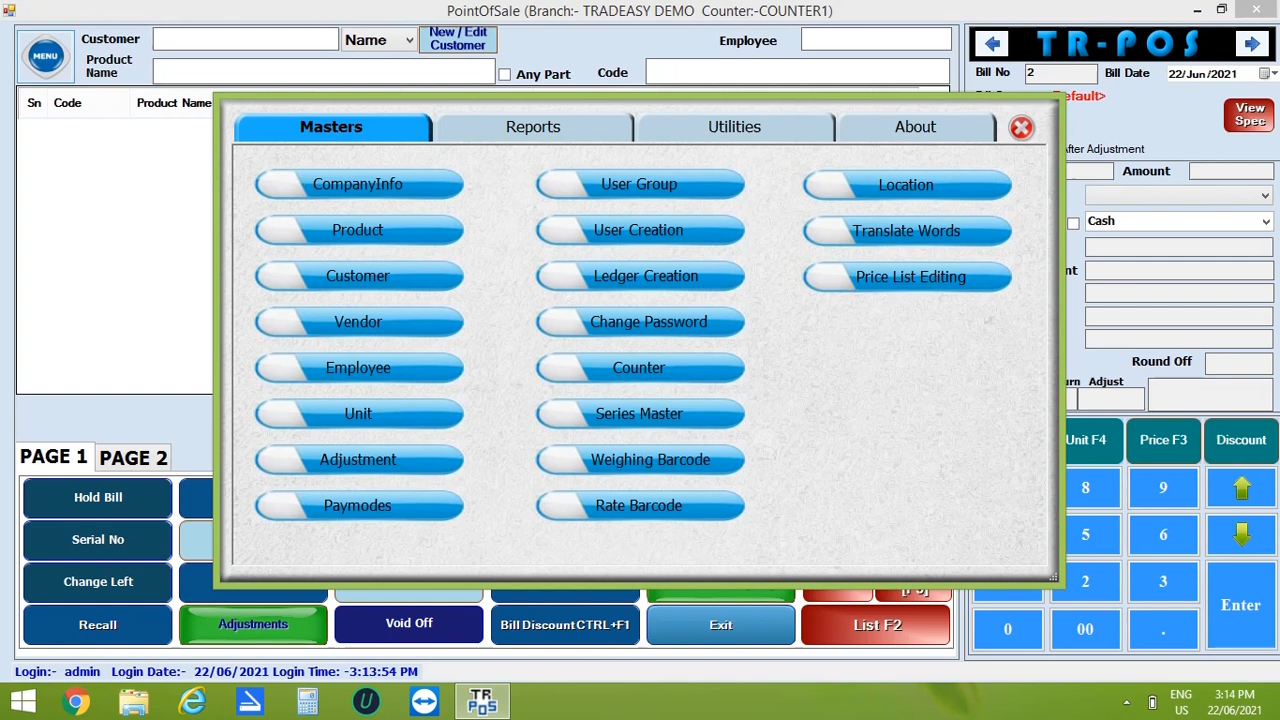 PointOfSale (Branch:- TRADEASY DEMO Counter:-COUNTER1)
MENU
Customer
Name
New / Edit
Customer
Employee
Product
Name
Any Part
Code
TR-POS
Bill No
2
Bill Date
22/Jun/2021
Default>
View
Spec
Sn
Code
Product Name
After Adjustment
Amount
Cash
Round Off
Adjust
Masters
Reports
Utilities
About
CompanyInfo
User Group
Location
Product
User Creation
Translate Words
Customer
Ledger Creation
Price List Editing
Vendor
Change Password
Employee
Counter
Unit
Series Master
Adjustment
Weighing Barcode
Paymodes
Rate Barcode
PAGE 1
PAGE 2
Unit F4
Price F3
Discount
Hold Bill
8
9
Serial No
5
6
Change Left
2
3
Enter
Recall
Adjustments
Void Off
Bill DiscountCTRL+F1
Exit
List F2
0
00
.
Login:- admin Login Date:- 22/06/2021 Login Time: -3:13:54 PM
TR
POS
ENG
US
3:14 PM
22/06/2021